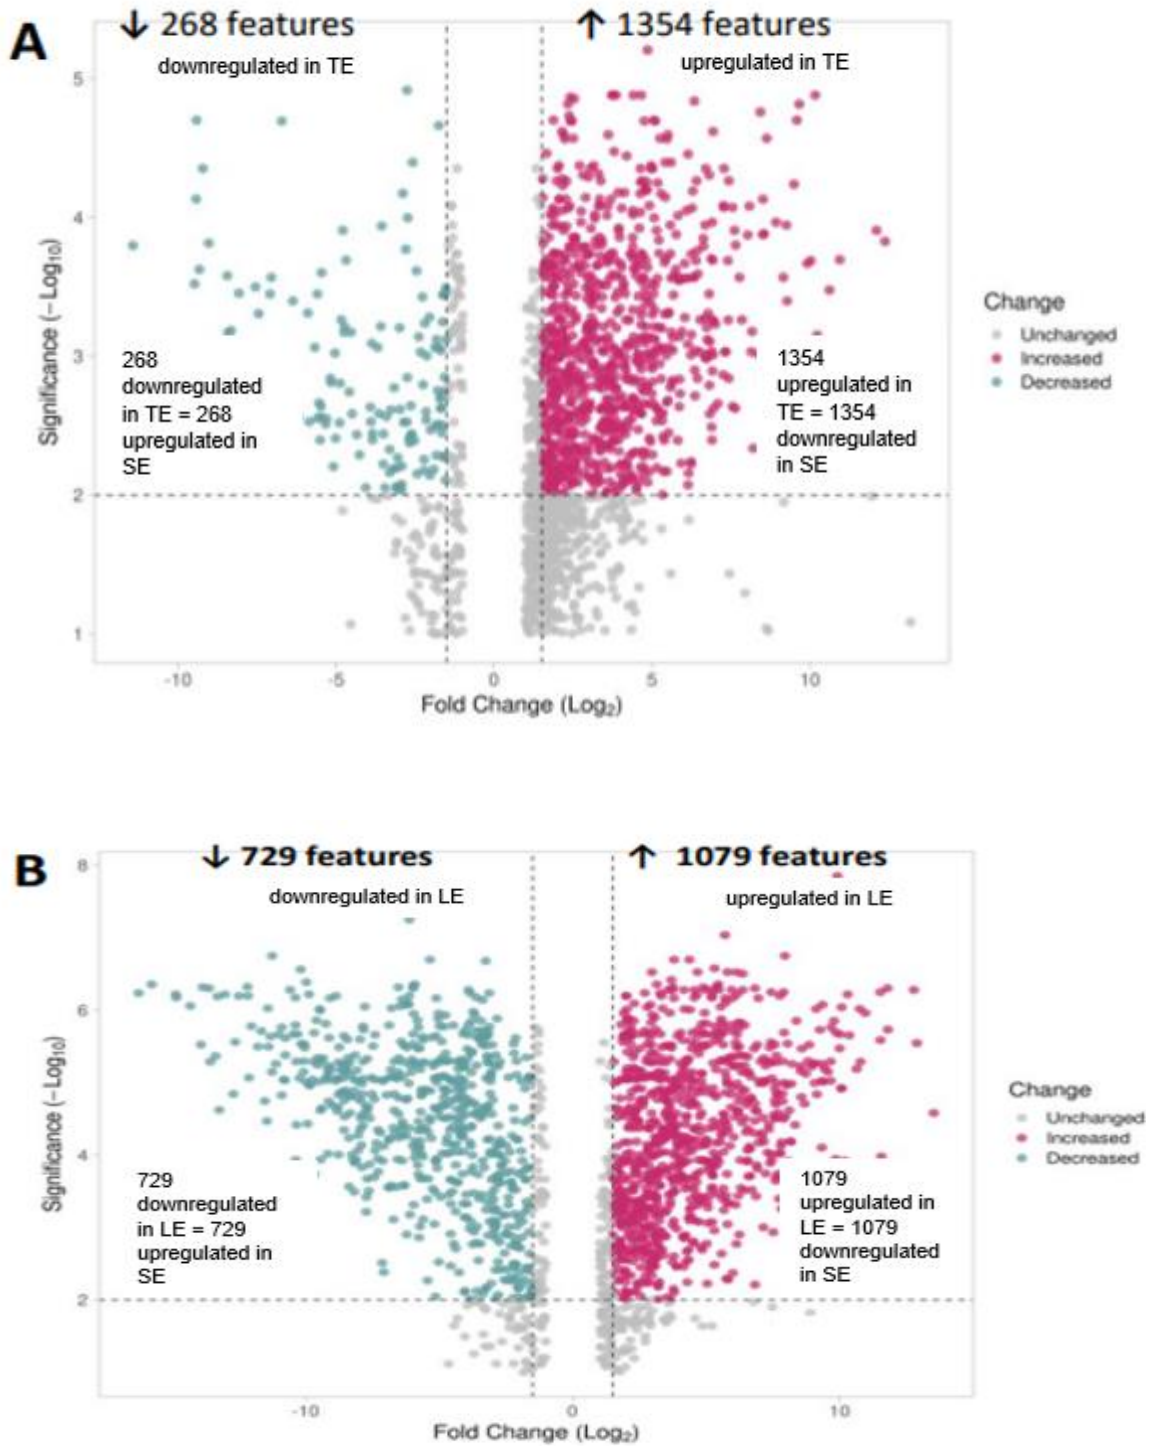 A
↓ 268 features
↑ 1354 features
downregulated in TE
upregulated in TE
5
4
3
2
1
Significance (−Log10)
268
downregulated
in TE = 268
upregulated in
SE
1354
upregulated in
TE = 1354
downregulated
in SE
Change
Unchanged
Increased
Decreased
-10
-5
0
5
10
Fold Change (Log2)
B
↓ 729 features
↑ 1079 features
downregulated in LE
upregulated in LE
8
6
4
2
Significance (−Log10)
729
downregulated
in LE = 729
upregulated in
SE
1079
upregulated in
LE = 1079
downregulated
in SE
Change
Unchanged
Increased
Decreased
-10
0
10
Fold Change (Log2)